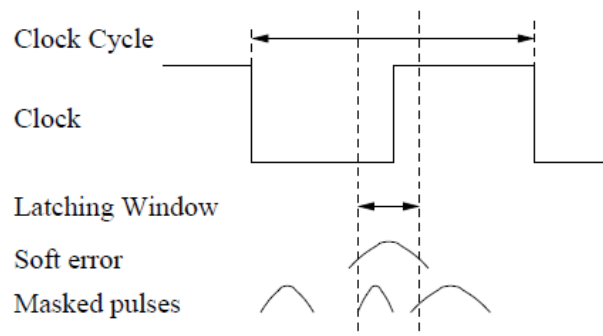 Clock Cycle
Clock
Latching Window
Soft error
Masked pulses